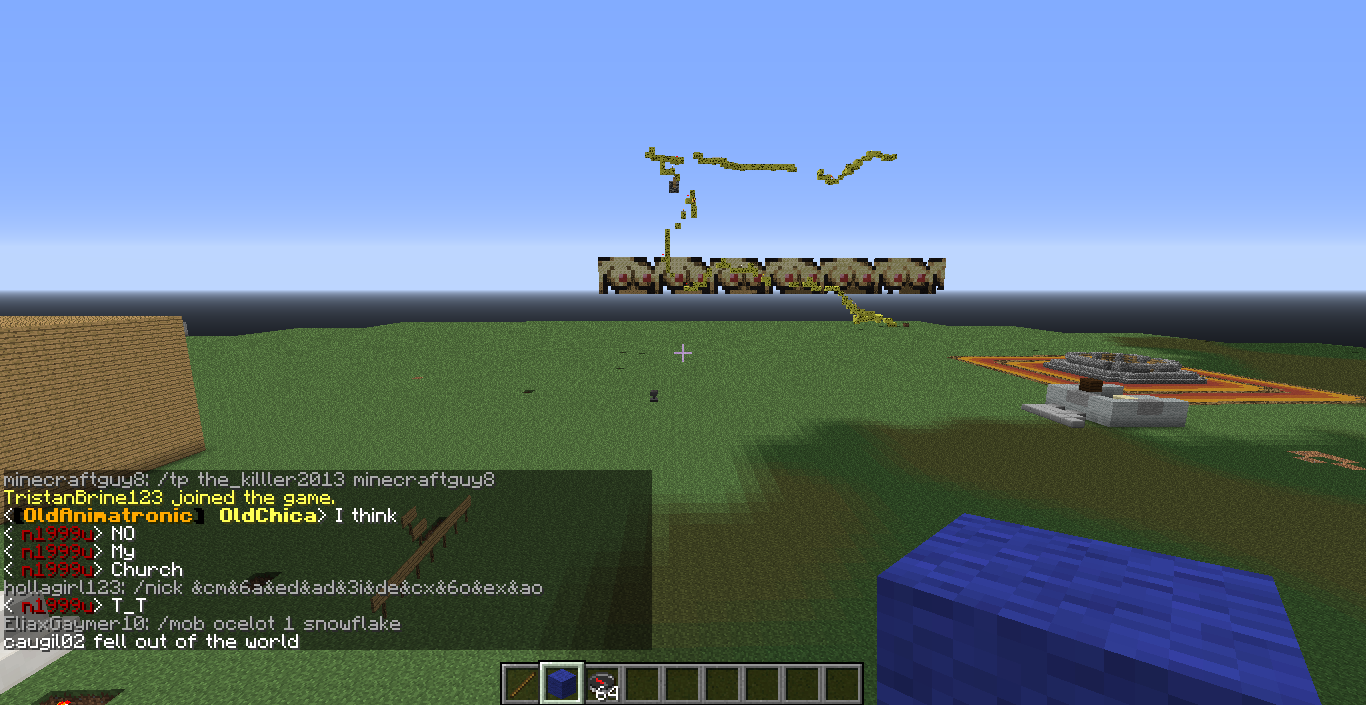 minecraftguy8: /tp the_killler2013 minecraftguy8
TristanBrine123 joined the game.
<[OldAnimatronic] OldChica> I think
< n1999u> NO
< n1999u> My
< n1999u> Church
hollagirl123: /nick &cm&6a&ed&ad&3i&de&cx&6o&ex&ao
< n1999u> T_T
EliaxGaymer10: /mob ocelot 1 snowflake
caugil02 fell out of the world
64